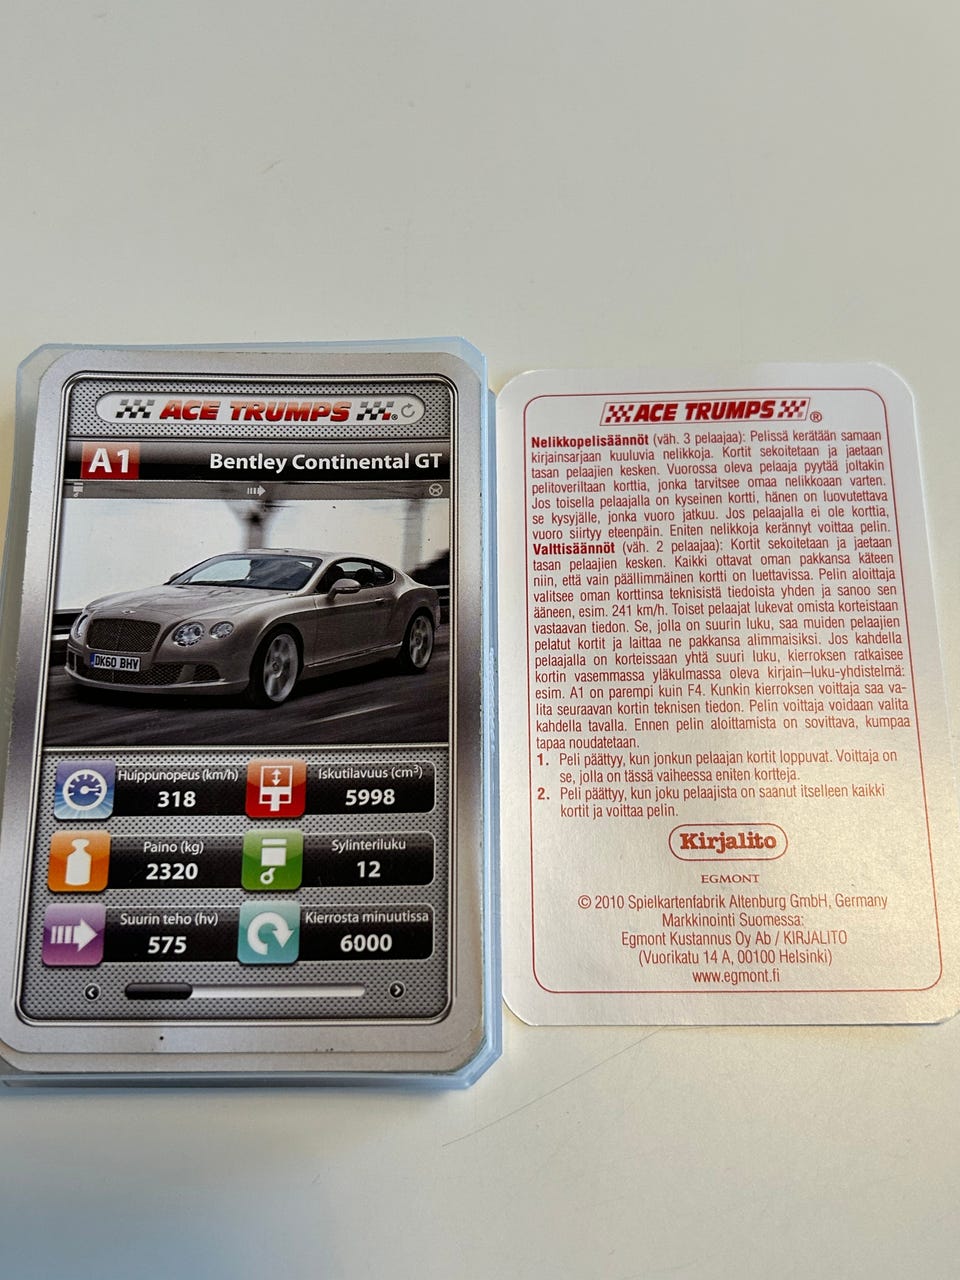 ACE TRUMPS®
A1
Bentley Continental GT
DK60 BHV
Huippunopeus (km/h)
318
Iskutilavuus (cm³)
5998
Paino (kg)
2320
Sylinteriluku
12
Suurin teho (hv)
575
Kierrosta minuutissa
6000
ACE TRUMPS®
Nelikkopelisäännöt (väh. 3 pelaajaa): Pelissä kerätään samaan
kirjainsarjaan kuuluvia nelikkoja. Kortit sekoitetaan ja jaetaan
tasan pelaajien kesken. Vuorossa oleva pelaaja pyytää joltakin
pelitoveriltaan korttia, jonka tarvitsee omaa nelikkoaan varten.
Jos toisella pelaajalla on kyseinen kortti, hänen on luovutettava
se kysyjälle, jonka vuoro jatkuu. Jos pelaajalla ei ole korttia,
vuoro siirtyy eteenpäin. Eniten nelikkoja kerännyt voittaa pelin.
Valttisäännöt (väh. 2 pelaajaa): Kortit sekoitetaan ja jaetaan
tasan pelaajien kesken. Kaikki ottavat oman pakkansa käteen
niin, että vain päällimmäinen kortti on luettavissa. Pelin aloittaja
valitsee oman korttinsa teknisistä tiedoista yhden ja sanoo sen
ääneen, esim. 241 km/h. Toiset pelaajat lukevat omista korteistaan
vastaavan tiedon. Se, jolla on suurin luku, saa muiden pelaajien
pelatut kortit ja laittaa ne pakkansa alimmaisiksi. Jos kahdella
pelaajalla on korteissaan yhtä suuri luku, kierroksen ratkaisee
kortin vasemmassa yläkulmassa oleva kirjain–luku-yhdistelmä:
esim. A1 on parempi kuin F4. Kunkin kierroksen voittaja saa va-
lita seuraavan kortin teknisen tiedon. Pelin voittaja voidaan valita
kahdella tavalla. Ennen pelin aloittamista on sovittava, kumpaa
tapaa noudatetaan.
1. Peli päättyy, kun jonkun pelaajan kortit loppuvat. Voittaja on
se, jolla on tässä vaiheessa eniten kortteja.
2. Peli päättyy, kun joku pelaajista on saanut itselleen kaikki
kortit ja voittaa pelin.
Kirjalito
EGMONT
© 2010 Spielkartenfabrik Altenburg GmbH, Germany
Markkinointi Suomessa:
Egmont Kustannus Oy Ab / KIRJALITO
(Vuorikatu 14 A, 00100 Helsinki)
www.egmont.fi